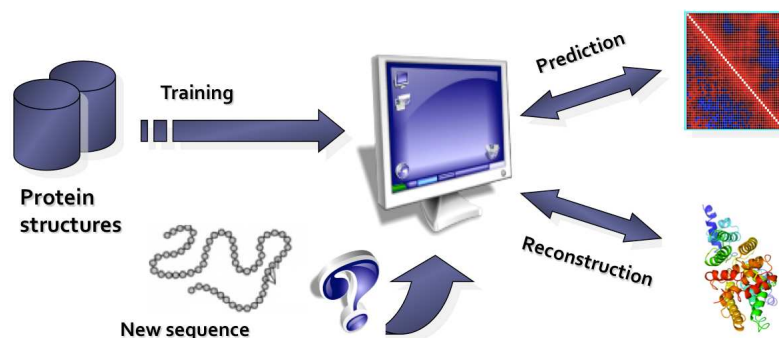 Training
Prediction
Protein
structures
Reconstruction
New sequence